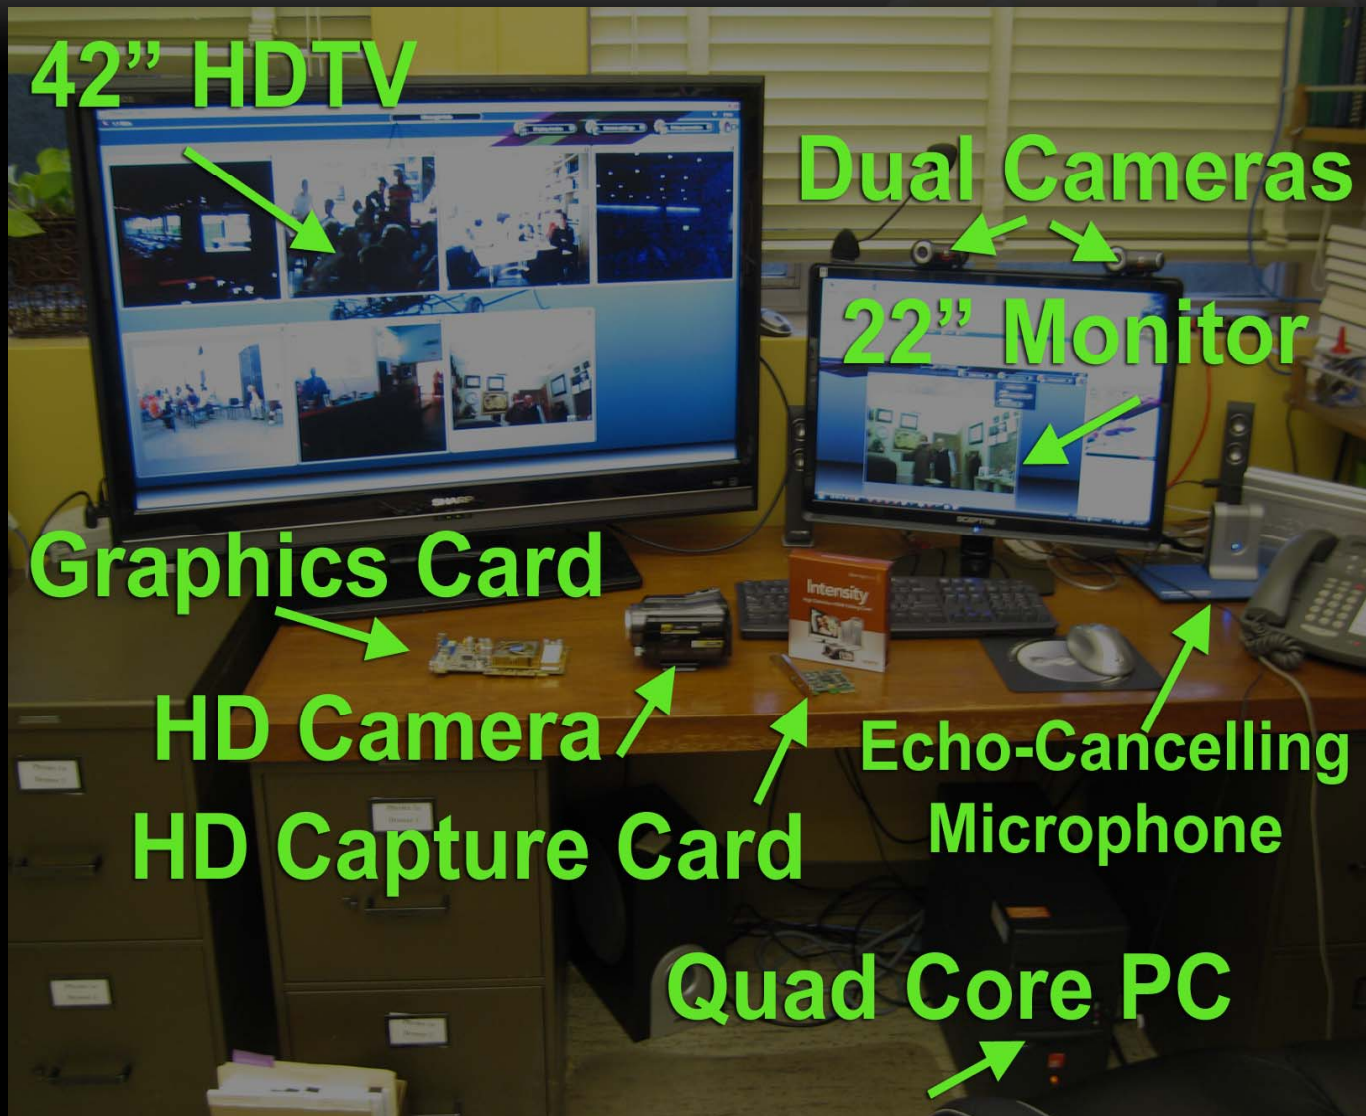 42” HDTV
Dual Cameras
22” Monitor
SHARP
SCEPTRE
Graphics Card
Intensity
HD Camera
HD Capture Card
Echo-Cancelling
Microphone
Quad Core PC